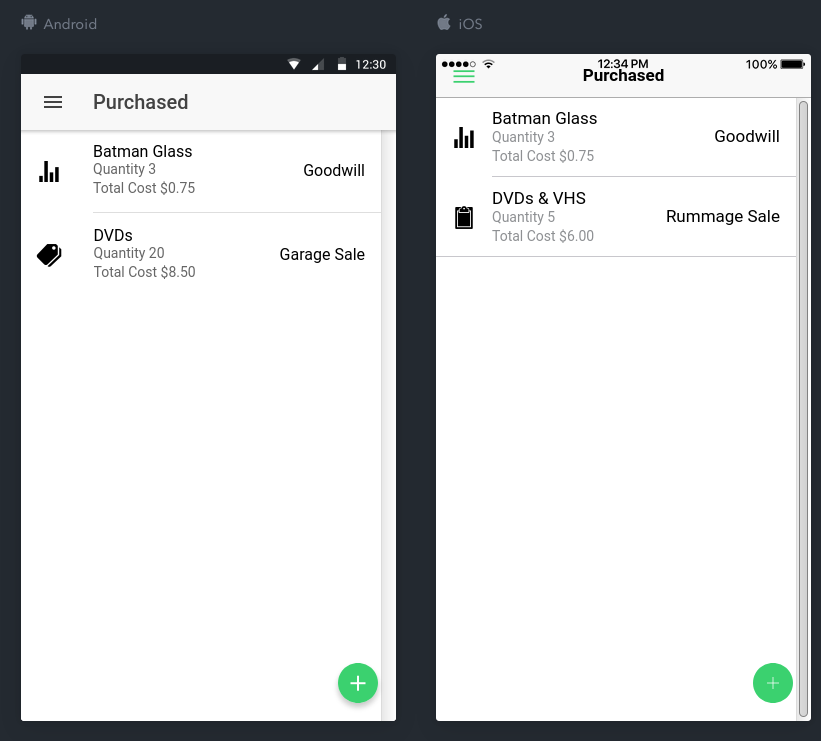 Android
12:30
Purchased
Batman Glass
Quantity 3
Total Cost $0.75
Goodwill
DVDs
Quantity 20
Total Cost $8.50
Garage Sale
iOS
12:34 PM
100%
Purchased
Batman Glass
Quantity 3
Total Cost $0.75
Goodwill
DVDs & VHS
Quantity 5
Total Cost $6.00
Rummage Sale